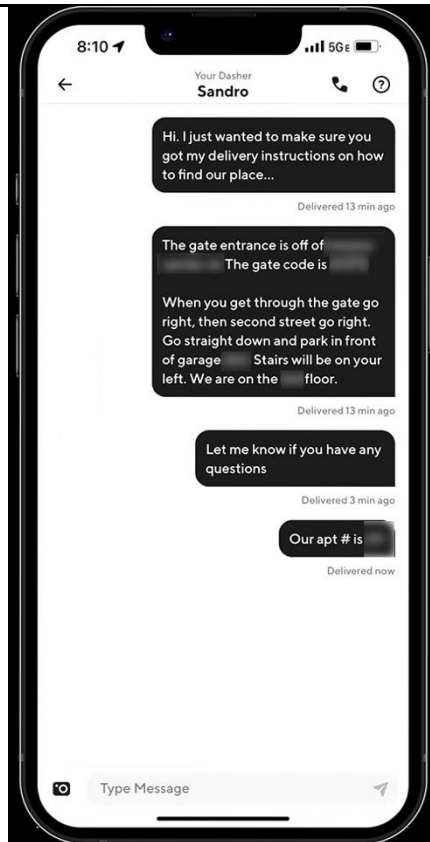 8:10
5GE
Your Dasher
Sandro
Hi. I just wanted to make sure you
got my delivery instructions on how
to find our place...
Delivered 13 min ago
The gate entrance is off of
The gate code is
When you get through the gate go
right, then second street go right.
Go straight down and park in front
of garage Stairs will be on your
left. We are on the floor.
Delivered 13 min ago
Let me know if you have any
questions
Delivered 3 min ago
Our apt # is
Delivered now
Type Message